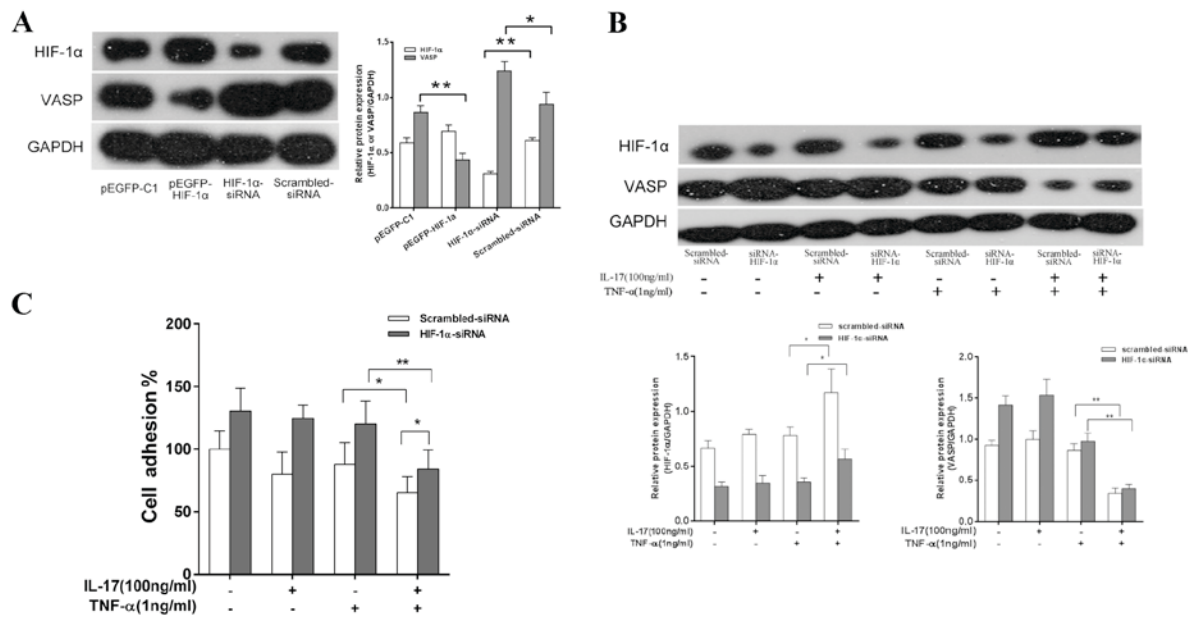 A
HIF-1α
VASP
GAPDH
pEGFP-C1
pEGFP-
HIF-1α
HIF-1α-
siRNA
Scrambled-
siRNA
HIF-1α
VASP
Relative protein expression
(HIF-1α or VASP/GAPDH)
1.5
1.0
0.5
0.0
**
**
*
pEGFP-C1
pEGFP-HIF-1a
HIF-1α-siRNA
Scrambled-siRNA
B
HIF-1α
VASP
GAPDH
Scrambled-
siRNA
siRNA-
HIF-1α
Scrambled-
siRNA
siRNA-
HIF-1α
Scrambled-
siRNA
siRNA-
HIF-1α
Scrambled-
siRNA
siRNA-
HIF-1α
IL-17(100ng/ml) - - + + - - + +
TNF-α(1ng/ml) - - - - + + + +
scrambled-siRNA
HIF-1α-siRNA
Relative protein expression
(HIF-1α/GAPDH)
1.5
1.0
0.5
0.0
*
*
IL-17(100ng/ml) - + - +
TNF-α(1ng/ml) - - + +
scrambled-siRNA
HIF-1α-siRNA
Relative protein expression
(VASP/GAPDH)
2.0
1.5
1.0
0.5
0.0
**
**
IL-17(100ng/ml) - + - +
TNF-α(1ng/ml) - - + +
C
Scrambled-siRNA
HIF-1α-siRNA
Cell adhesion %
200
150
100
50
0
**
*
*
IL-17(100ng/ml) - + - +
TNF-α(1ng/ml) - - + +